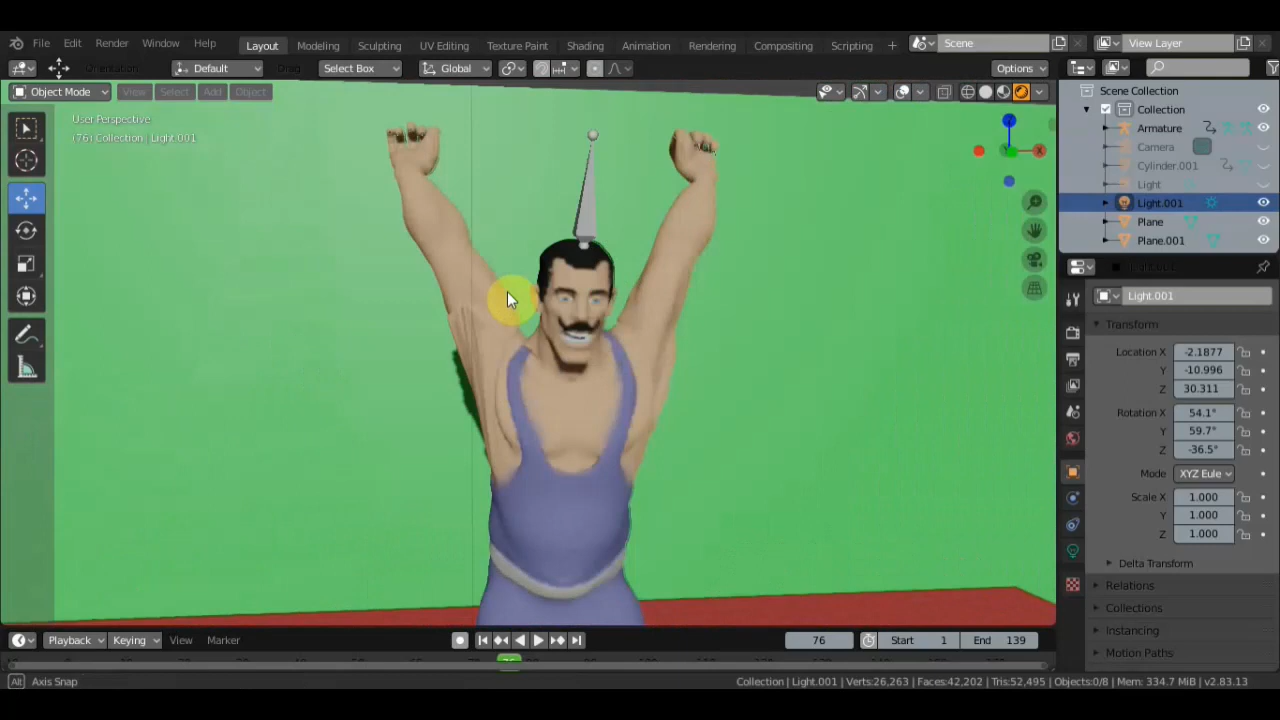 File Edit Render Window Help Layout Modeling Sculpting UV Editing Texture Paint Shading Animation Rendering Compositing Scripting + Scene View Layer
Orientation Default Drag Select Box Global Options
Object Mode View Select Add Object
User Perspective
(76) Collection | Light.001
Scene Collection
Collection
Armature
Camera
Cylinder.001
Light
Light.001
Plane
Plane.001
Light.001
Transform
Location X -2.1877
Y -10.996
Z 30.311
Rotation X 54.1°
Y 59.7°
Z -36.5°
Mode XYZ Eule
Scale X 1.000
Y 1.000
Z 1.000
Delta Transform
Relations
Collections
Instancing
Motion Paths
Playback Keying View Marker 76 Start 1 End 139
Alt Axis Snap Collection | Light.001 | Verts:26,263 | Faces:42,202 | Tris:52,495 | Objects:0/8 | Mem: 334.7 MiB | v2.83.13